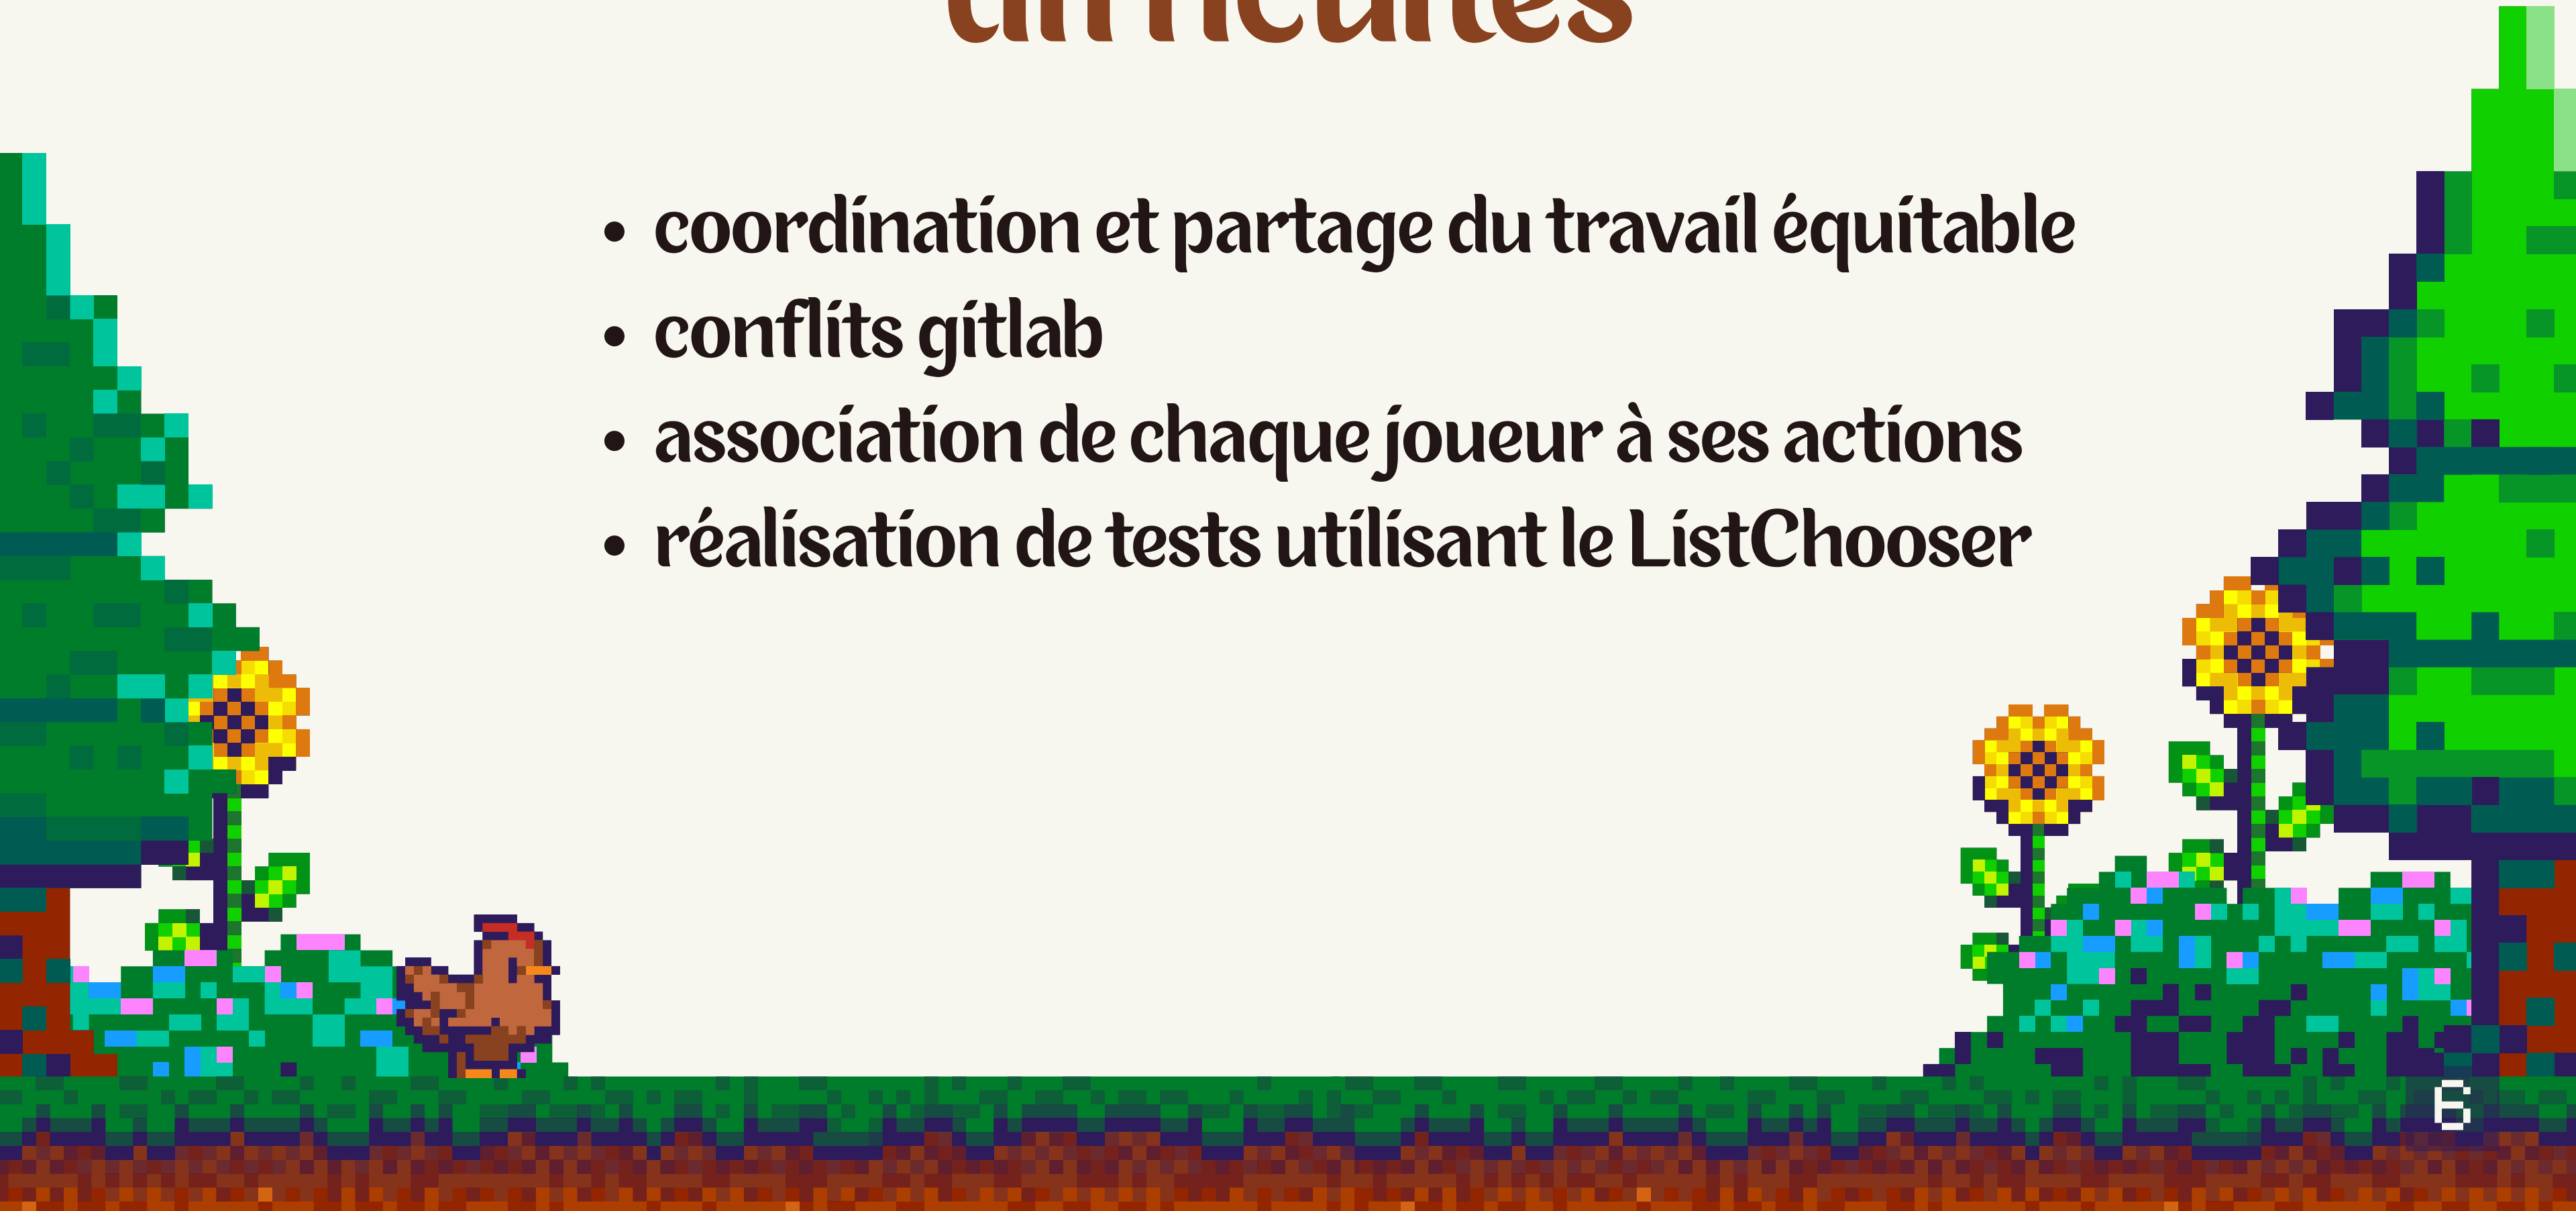 difficultés
• coordination et partage du travail équitable
• conflits gitlab
• association de chaque joueur à ses actions
• réalisation de tests utilisant le ListChooser
6